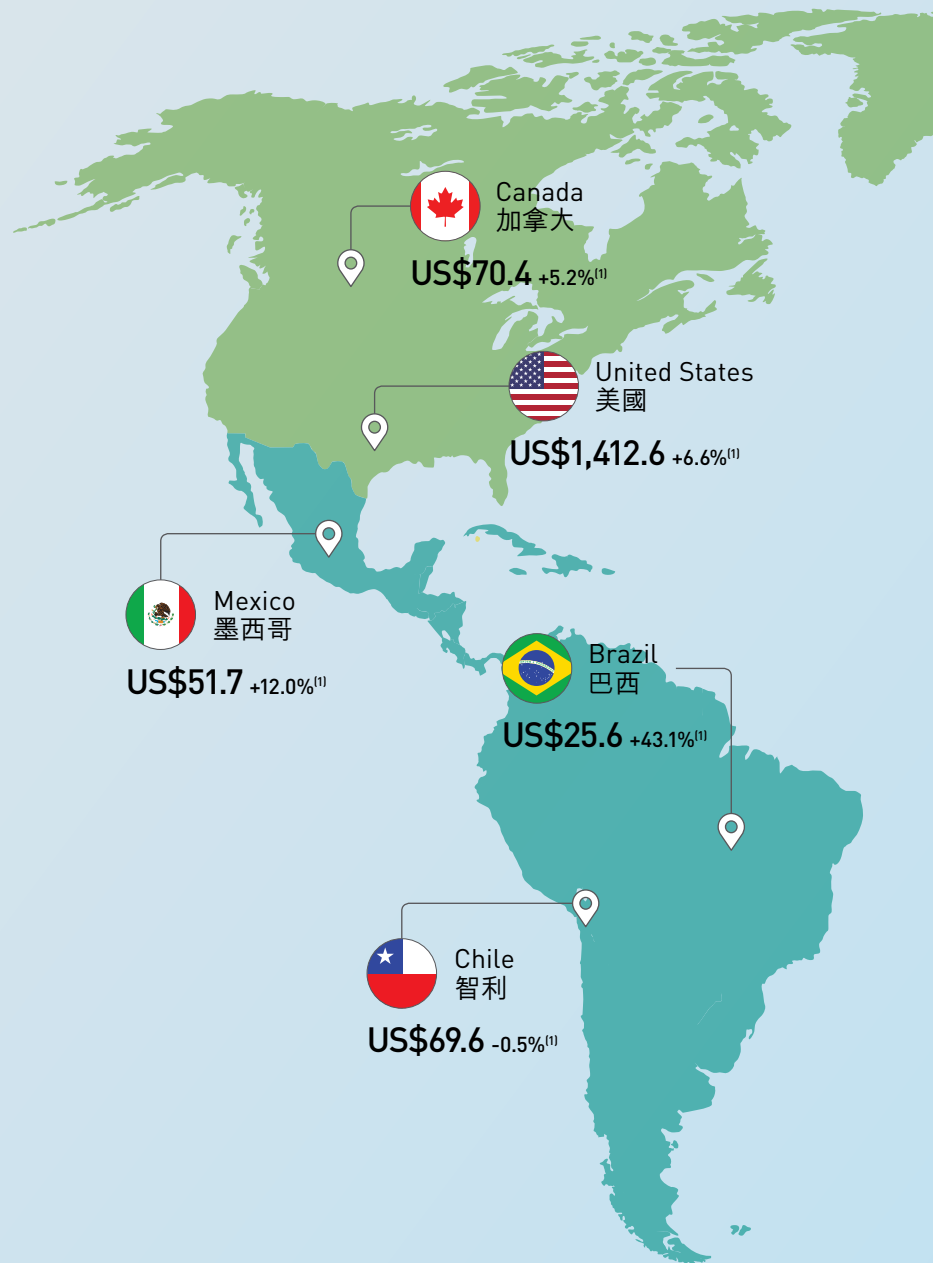 Canada
加拿大
US$70.4 +5.2%(1)
United States
美國
US$1,412.6 +6.6%(1)
Mexico
墨西哥
US$51.7 +12.0%(1)
Brazil
巴西
US$25.6 +43.1%(1)
Chile
智利
US$69.6 -0.5%(1)